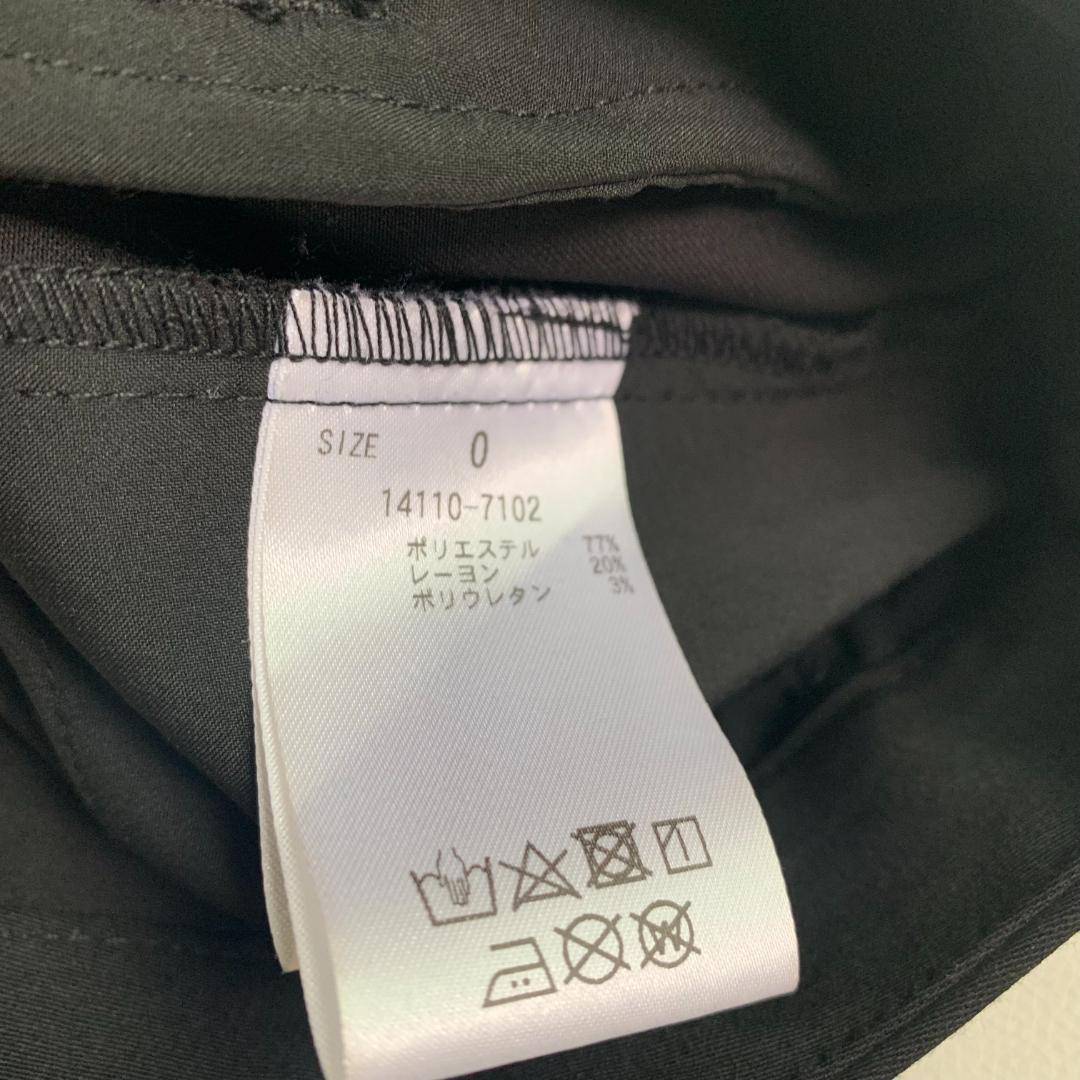 SIZE 0
14110-7102
ポリエステル 77%
レーヨン 20%
ポリウレタン 3%
W